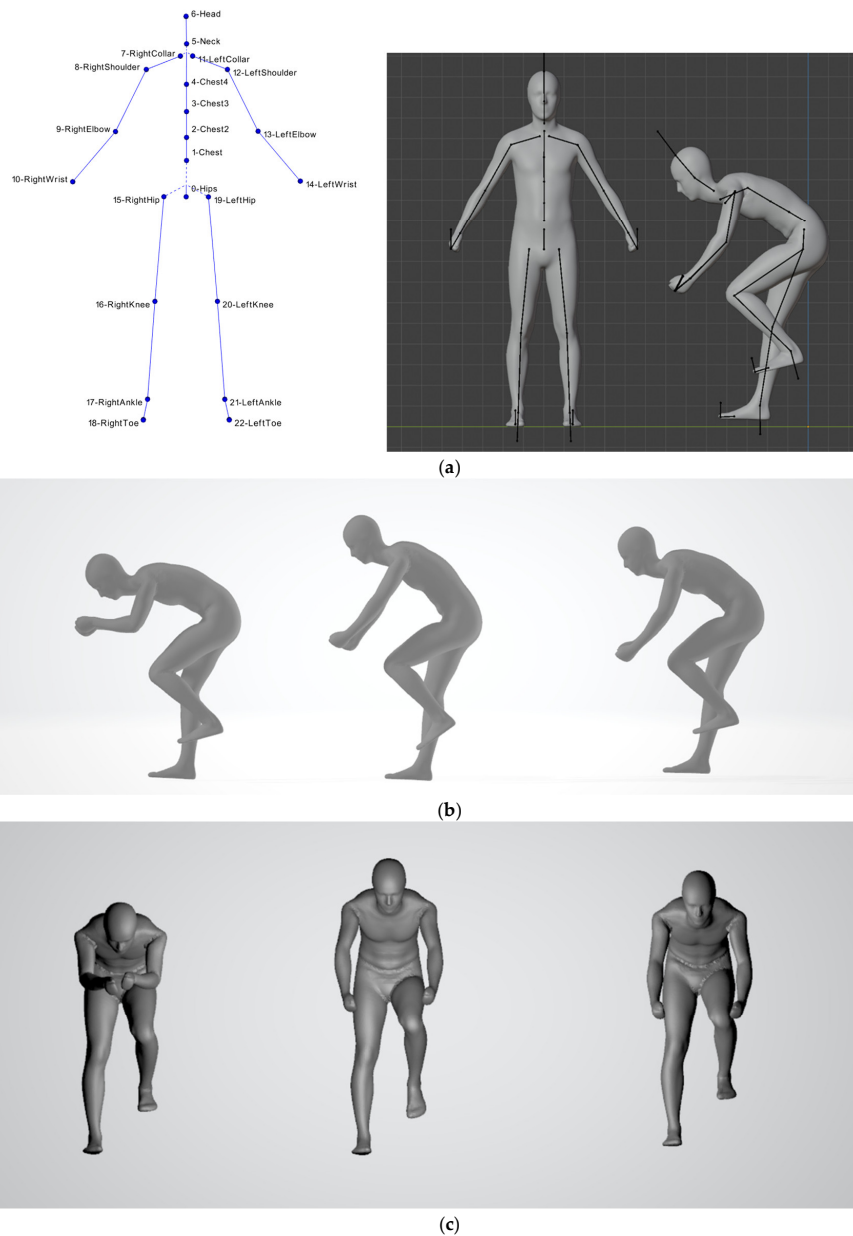 6-Head
5-Neck
7-RightCollar
11-LeftCollar
8-RightShoulder
12-LeftShoulder
4-Chest4
3-Chest3
2-Chest2
9-RightElbow
13-LeftElbow
1-Chest
10-RightWrist
14-LeftWrist
0-Hips
15-RightHip
19-LeftHip
16-RightKnee
20-LeftKnee
17-RightAnkle
21-LeftAnkle
18-RightToe
22-LeftToe
(a)
(b)
(c)